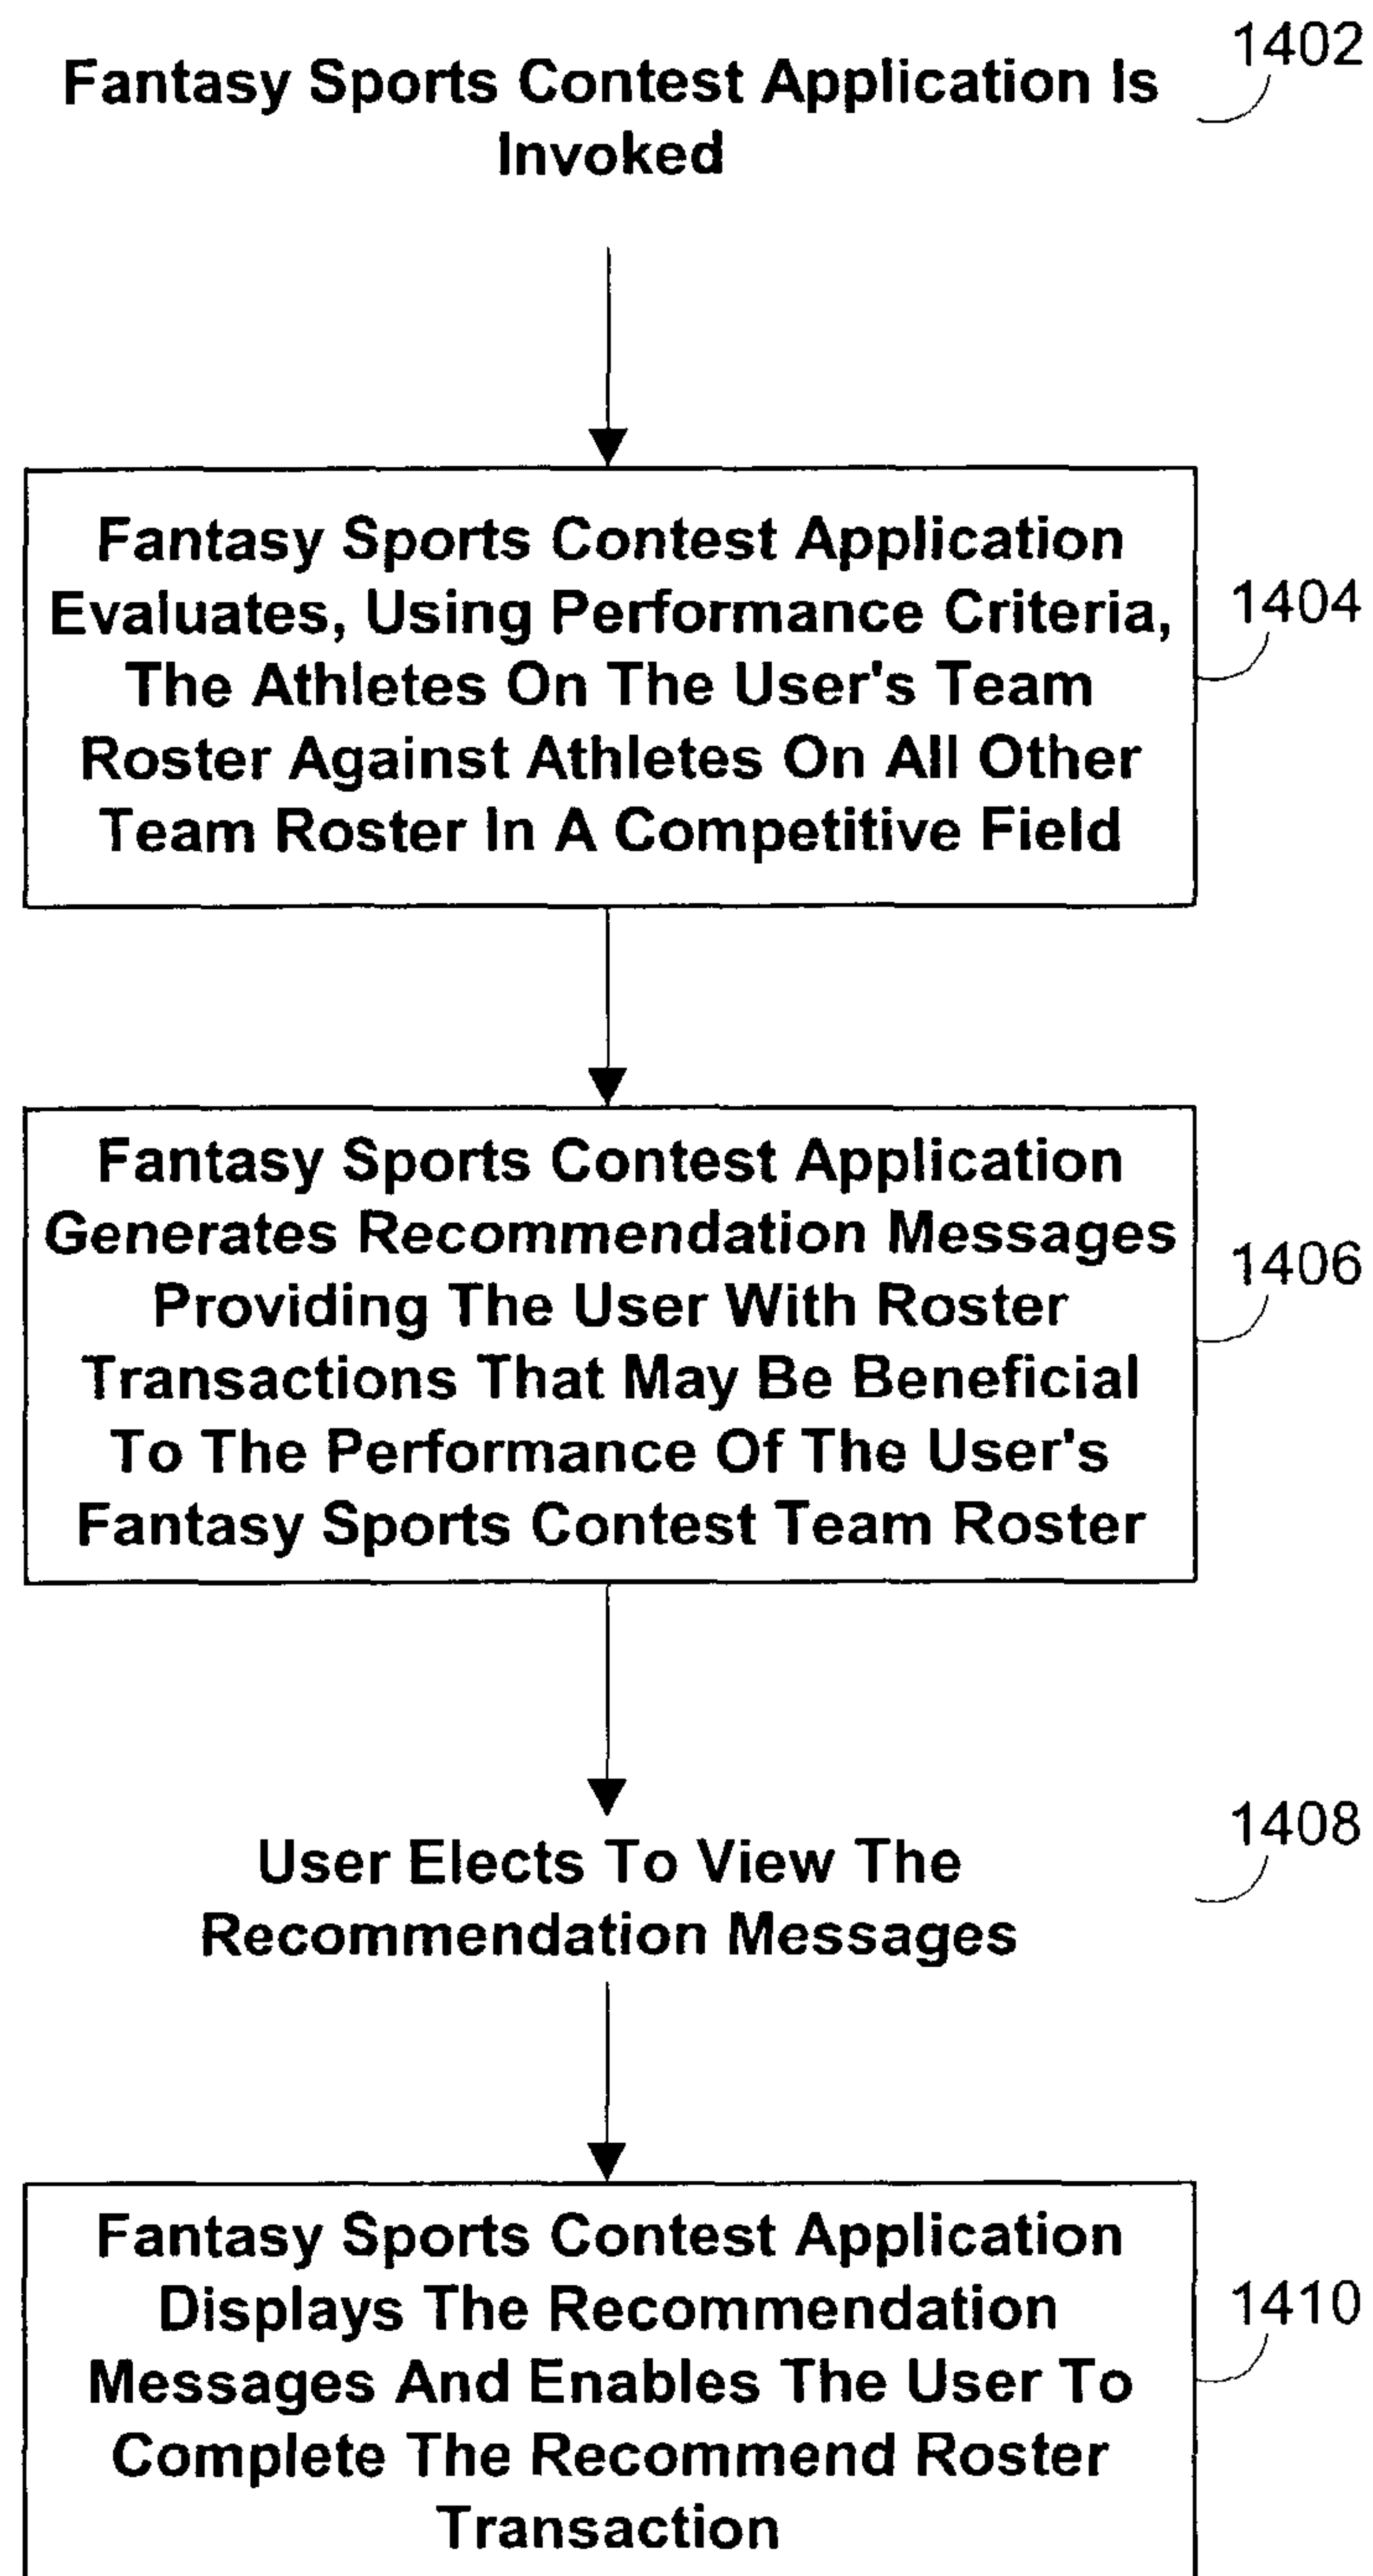 Fantasy Sports Contest Application Is
Invoked
1402
Fantasy Sports Contest Application
Evaluates, Using Performance Criteria,
The Athletes On The User's Team
Roster Against Athletes On All Other
Team Roster In A Competitive Field
1404
Fantasy Sports Contest Application
Generates Recommendation Messages
Providing The User With Roster
Transactions That May Be Beneficial
To The Performance Of The User's
Fantasy Sports Contest Team Roster
1406
User Elects To View The
Recommendation Messages
1408
Fantasy Sports Contest Application
Displays The Recommendation
Messages And Enables The User To
Complete The Recommend Roster
Transaction
1410